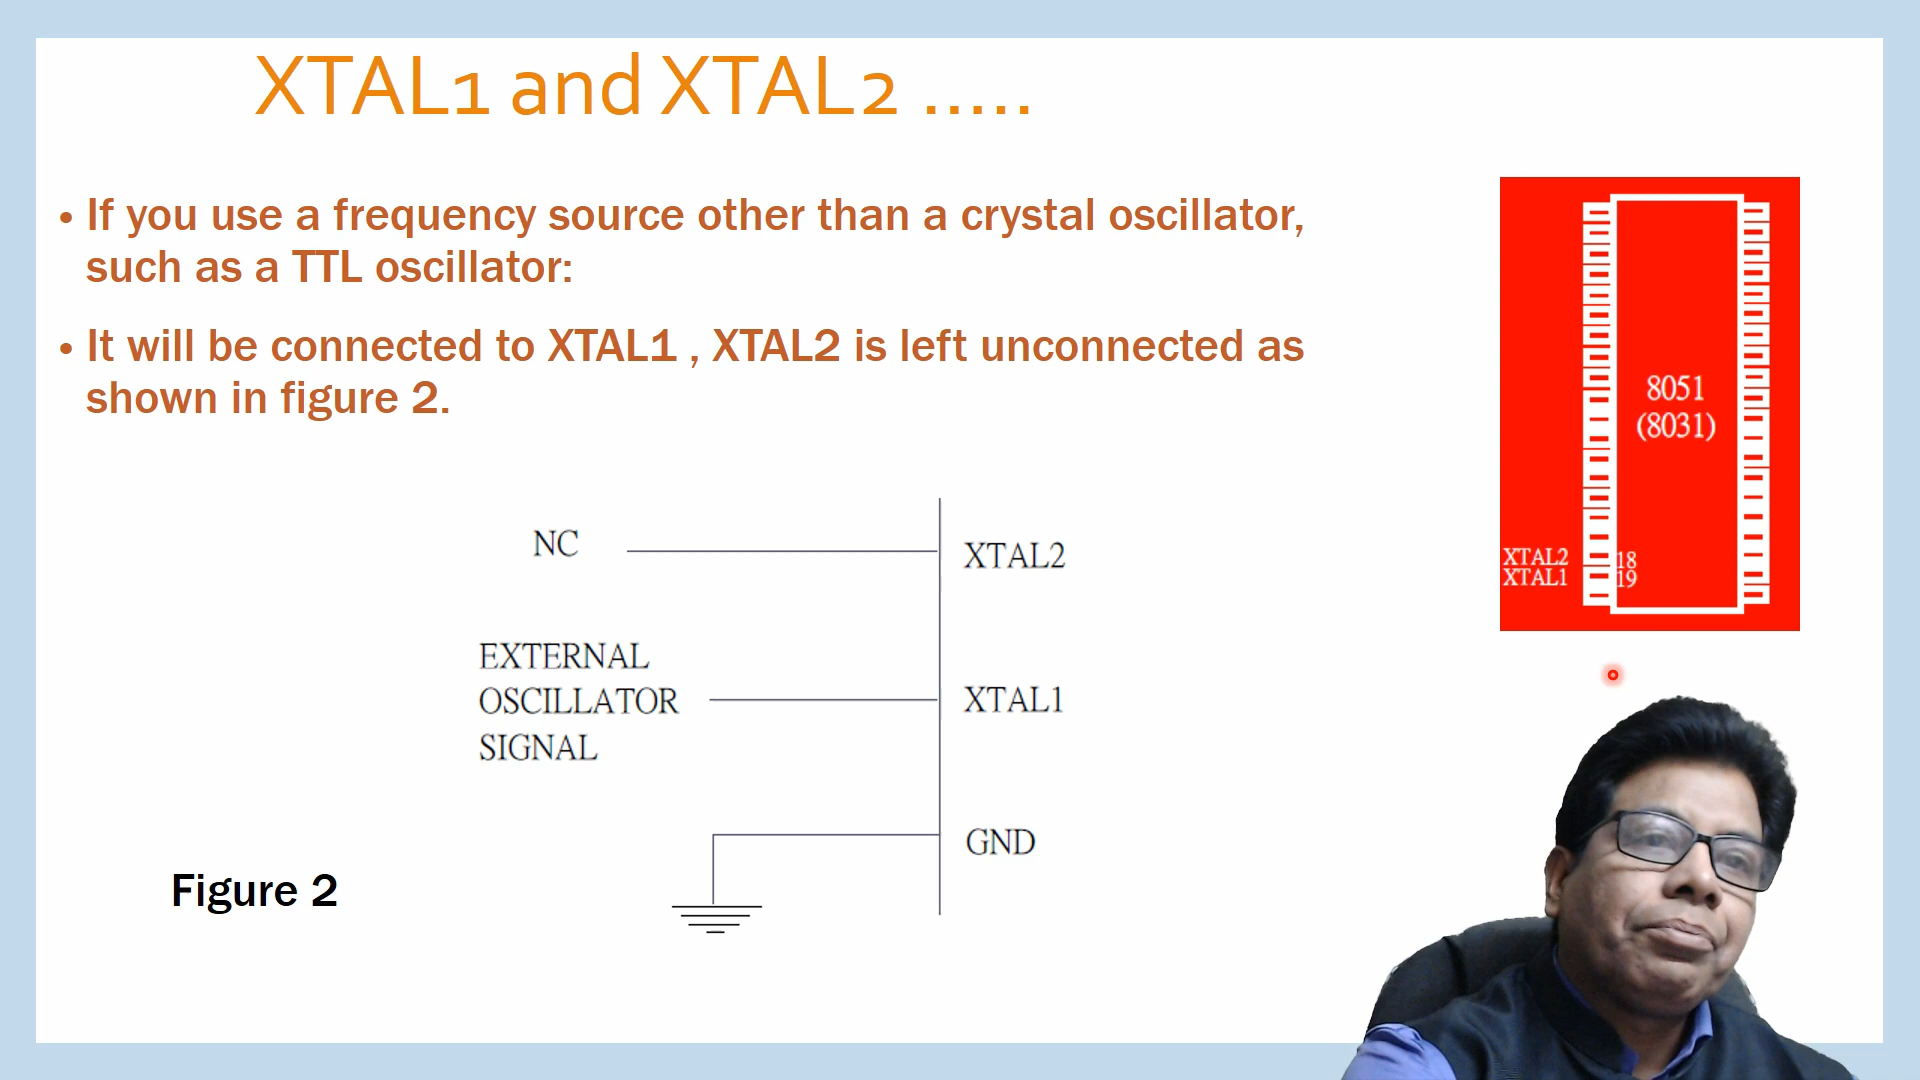 XTAL1 and XTAL2 .....
• If you use a frequency source other than a crystal oscillator,
such as a TTL oscillator:
• It will be connected to XTAL1 , XTAL2 is left unconnected as
shown in figure 2.
8051
(8031)
XTAL2 18
XTAL1 19
NC XTAL2
EXTERNAL
OSCILLATOR XTAL1
SIGNAL
GND
Figure 2